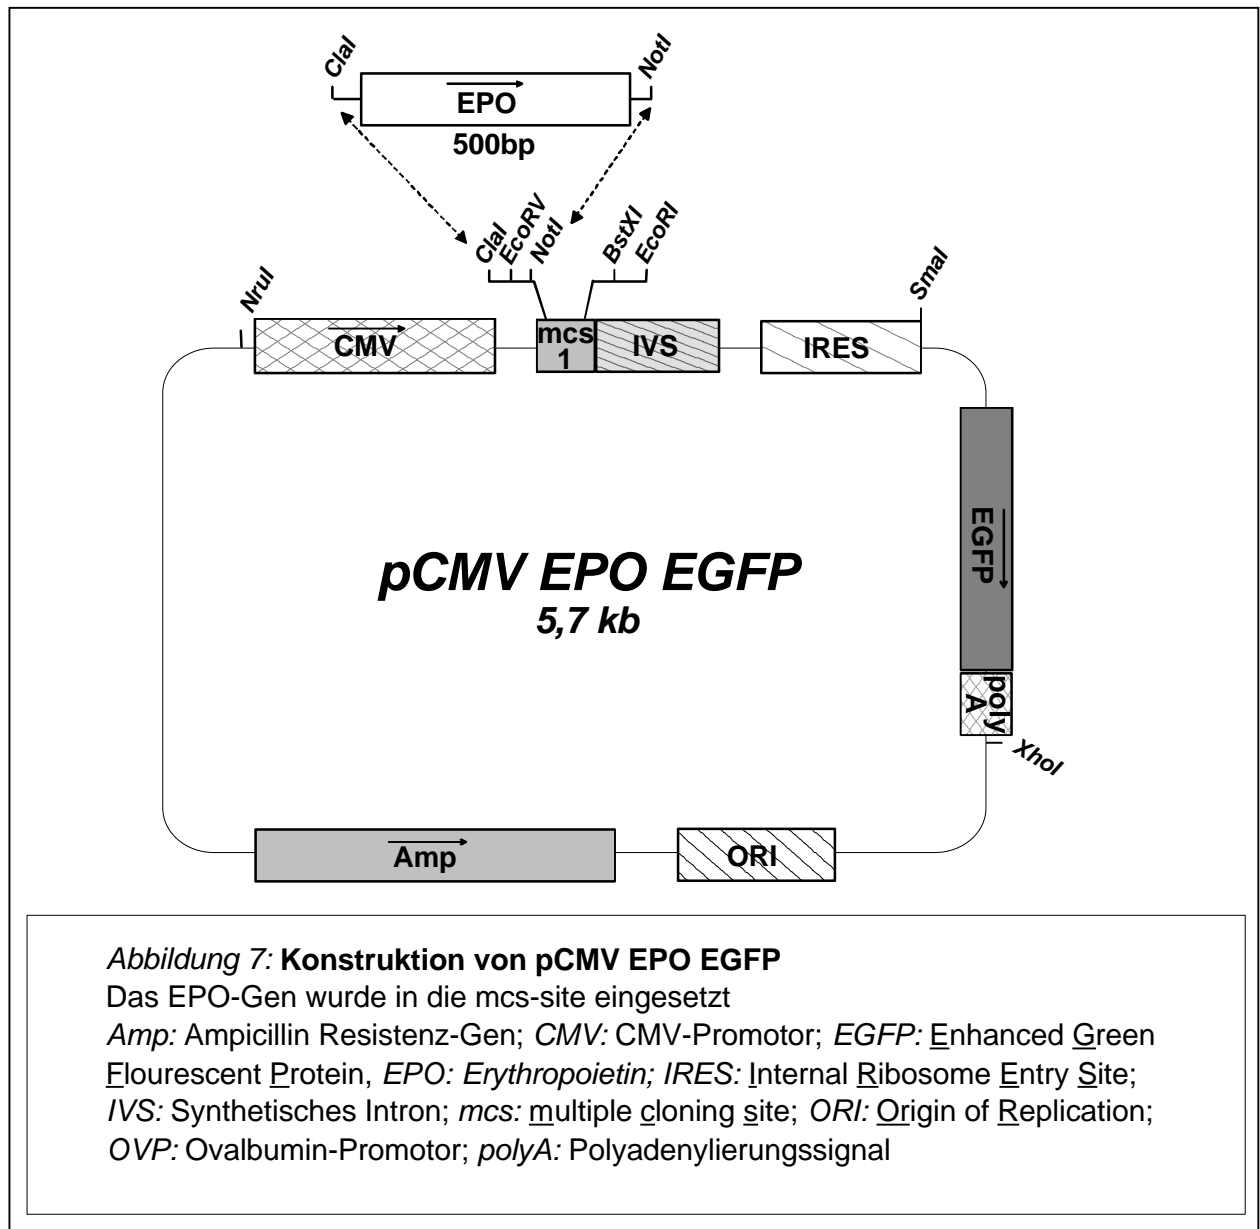 ClaI
NotI
EPO
500bp
ClaI
EcoRV
NotI
BstXI
EcoRI
NruI
SmaI
CMV
mcs
1
IVS
IRES
EGFP
pCMV EPO EGFP
5,7 kb
poly
A
XhoI
Amp
ORI
Abbildung 7: Konstruktion von pCMV EPO EGFP
Das EPO-Gen wurde in die mcs-site eingesetzt
Amp: Ampicillin Resistenz-Gen; CMV: CMV-Promotor; EGFP: Enhanced Green
Flourescent Protein, EPO: Erythropoietin; IRES: Internal Ribosome Entry Site;
IVS: Synthetisches Intron; mcs: multiple cloning site; ORI: Origin of Replication;
OVP: Ovalbumin-Promotor; polyA: Polyadenylierungssignal